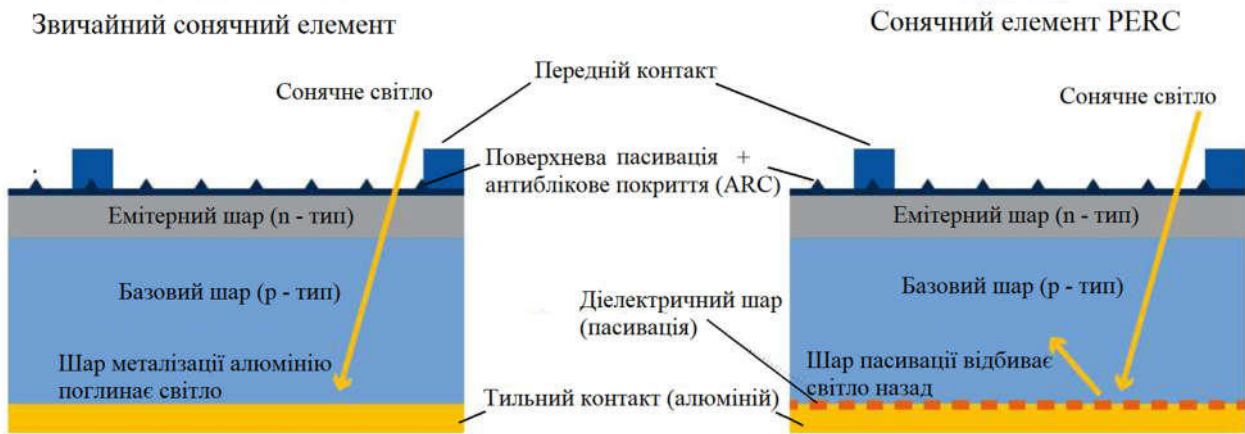 Звичайний сонячний елемент
Сонячний елемент PERC
Сонячне світло
Передній контакт
Сонячне світло
Поверхнева пасивація +
антиблікове покриття (ARC)
Емітерний шар (n - тип)
Емітерний шар (n - тип)
Базовий шар (p - тип)
Базовий шар (p - тип)
Діелектричний шар
(пасивація)
Шар металізації алюмінію
поглинає світло
Шар пасивації відбиває
світло назад
Тильний контакт (алюміній)